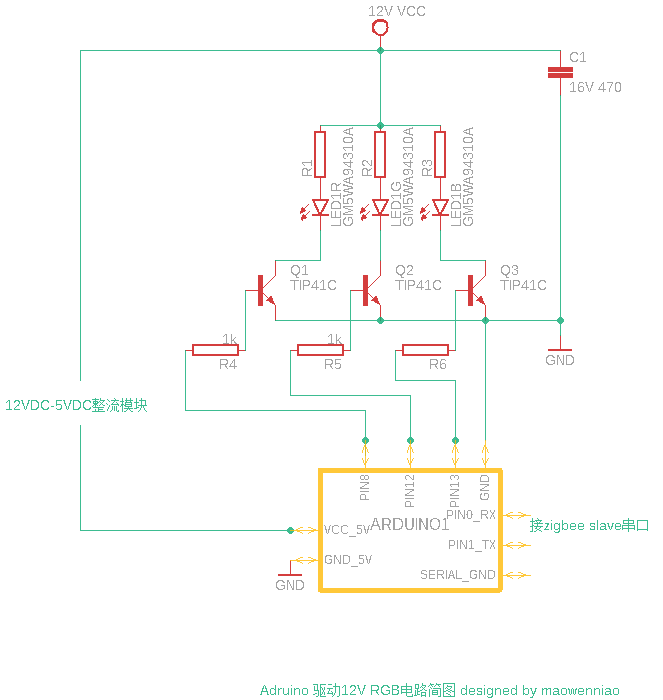 12V VCC
C1
16V 470
R1
GM5WA94310A
R2
GM5WA94310A
R3
GM5WA94310A
LED1R
LED1G
LED1B
Q1
TIP41C
Q2
TIP41C
Q3
TIP41C
1k
R4
1k
R5
R6
GND
12VDC-5VDC整流模块
PIN8
PIN12
PIN13
GND
PIN0_RX
接zigbee slave串口
VCC_5V
ARDUINO1
PIN1_TX
GND_5V
SERIAL_GND
GND
Adruino 驱动12V RGB电路简图 designed by maowenniao